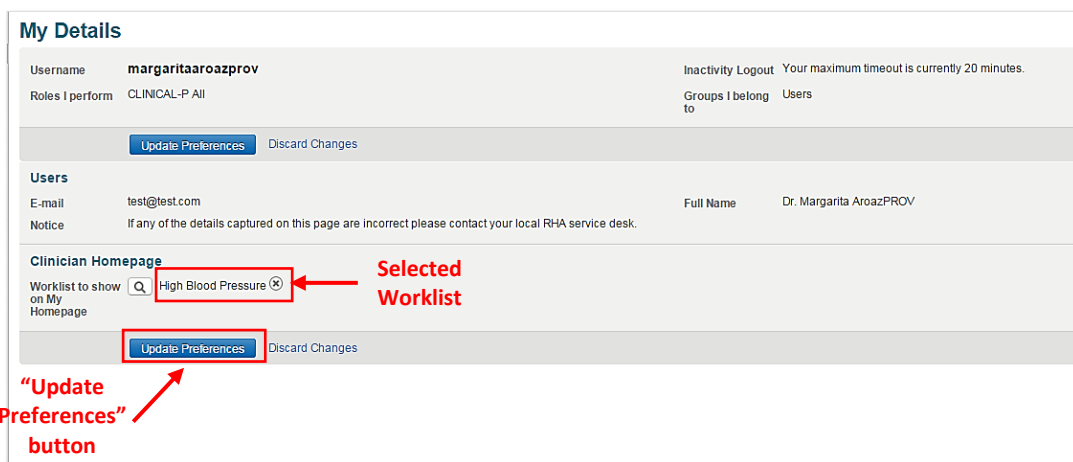 My Details
Username margaritaaroazprov Inactivity Logout Your maximum timeout is currently 20 minutes.
Roles I perform CLINICAL-P All Groups I belong to Users
Update Preferences Discard Changes
Users
E-mail test@test.com Full Name Dr. Margarita AroazPROV
Notice If any of the details captured on this page are incorrect please contact your local RHA service desk.
Clinician Homepage
Worklist to show
on My
Homepage
High Blood Pressure
Selected
Worklist
Update Preferences Discard Changes
“Update
Preferences”
button